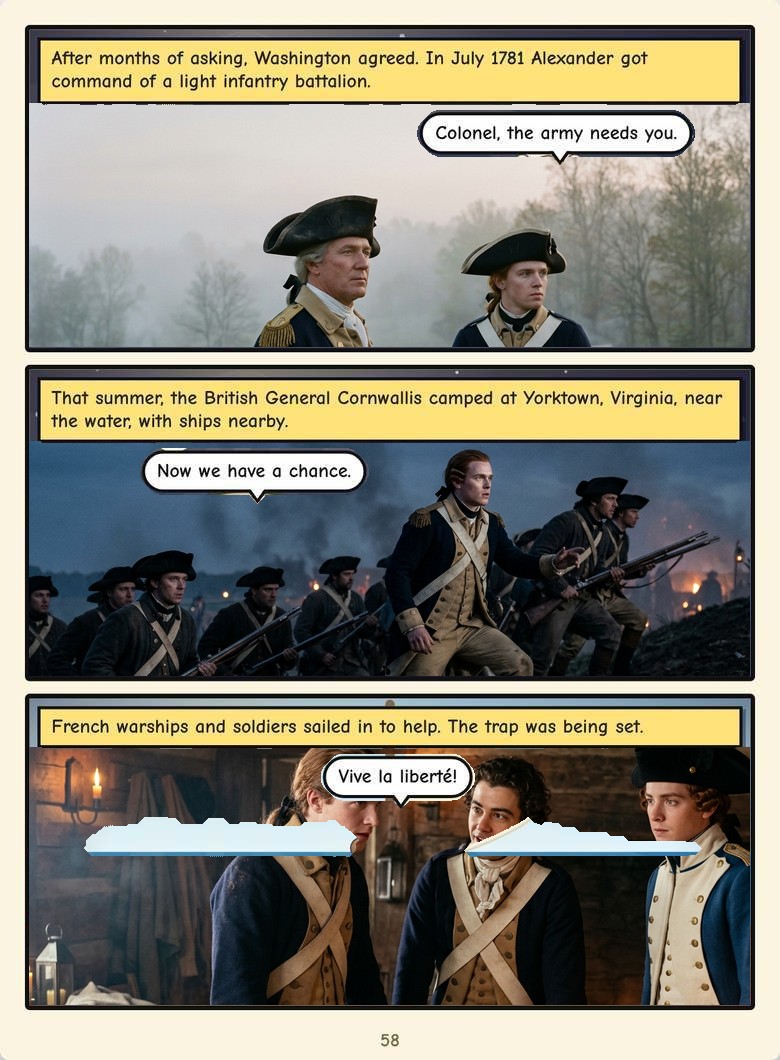 After months of asking, Washington agreed. In July 1781 Alexander got
command of a light infantry battalion.
Colonel, the army needs you.
That summer, the British General Cornwallis camped at Yorktown, Virginia, near
the water, with ships nearby.
Now we have a chance.
French warships and soldiers sailed in to help. The trap was being set.
Vive la liberté!
58